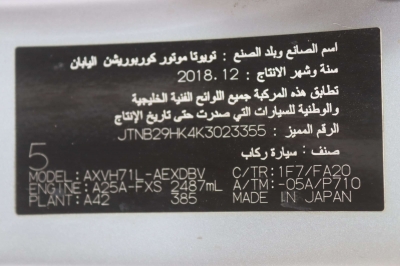 اسم الصانع وبلد الصنع : تويوتا موتور كوربوريشن اليابان
سنة وشهر الانتاج : 2018.12
تطابق هذه المركبة جميع اللوائح الفنية الخليجية
والوطنية للسيارات التي صدرت حتى تاريخ الإنتاج
الرقم المميز : JTNB29HK4K3023355
صنف : سيارة ركاب
5
MODEL: AXVH71L-AEXDBV C/TR: 1F7/FA20
ENGINE: A25A-FXS 2487mL A/TM: -05A/P710
PLANT: A42 385 MADE IN JAPAN